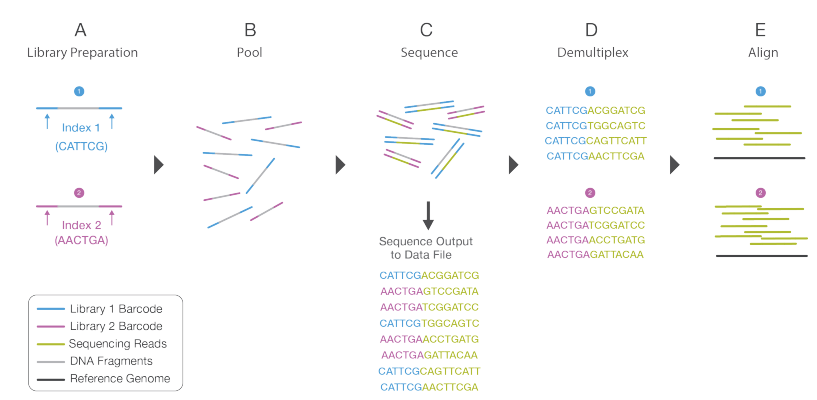 A
Library Preparation
1
Index 1
(CATTCG)
2
Index 2
(AACTGA)
B
Pool
C
Sequence
Sequence Output
to Data File
CATTCGACGGATCG
AACTGAGTCCGATA
AACTGATCGGATCC
CATTCGTGGCAGTC
AACTGAACCTGATG
AACTGAGATTACAA
CATTCGCAGTTCATT
CATTCGAACTTCGA
D
Demultiplex
1
CATTCGACGGATCG
CATTCGTGGCAGTC
CATTCGCAGTTCATT
CATTCGAACTTCGA
2
AACTGAGTCCGATA
AACTGATCGGATCC
AACTGAACCTGATG
AACTGAGATTACAA
E
Align
1
2
Library 1 Barcode
Library 2 Barcode
Sequencing Reads
DNA Fragments
Reference Genome